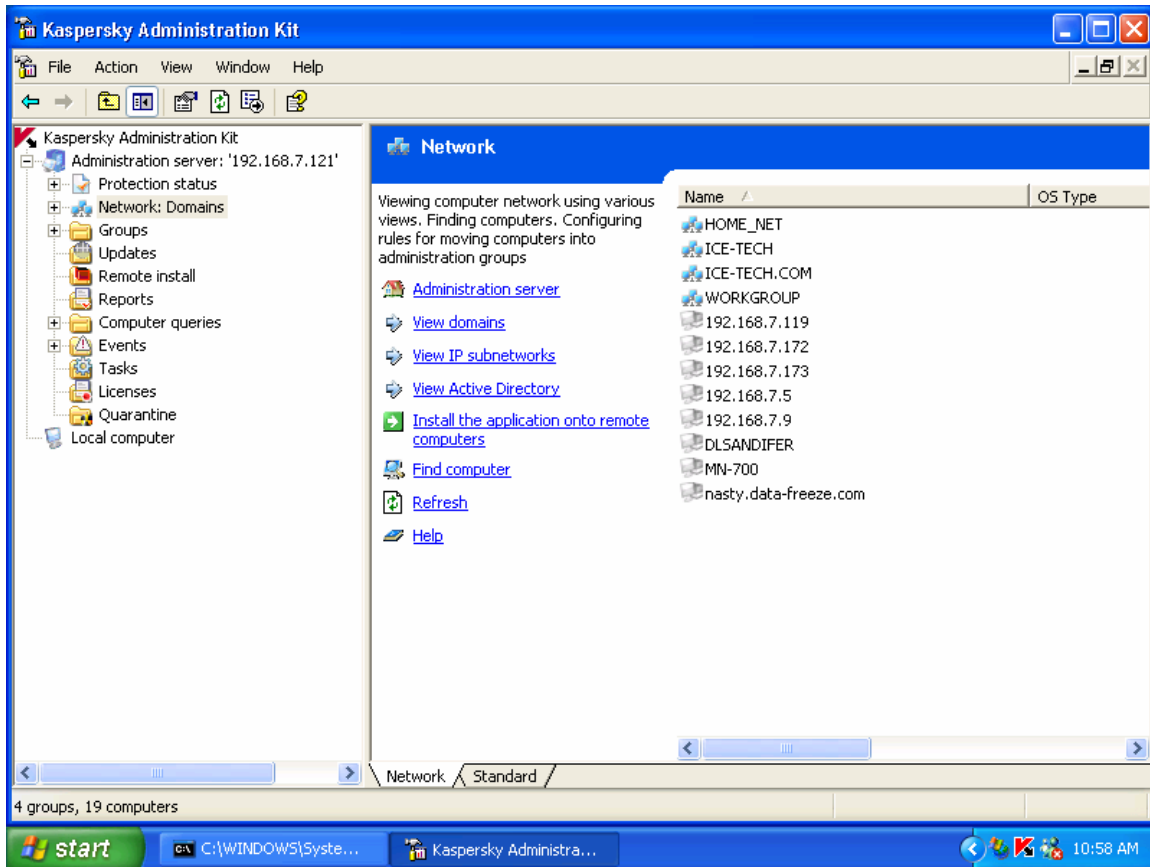 Kaspersky Administration Kit
File Action View Window Help
Kaspersky Administration Kit
Administration server: '192.168.7.121'
Protection status
Network: Domains
Groups
Updates
Remote install
Reports
Computer queries
Events
Tasks
Licenses
Quarantine
Local computer
Network
Viewing computer network using various
views. Finding computers. Configuring
rules for moving computers into
administration groups
Administration server
View domains
View IP subnetworks
View Active Directory
Install the application onto remote
computers
Find computer
Refresh
Help
Name OS Type
HOME_NET
ICE-TECH
ICE-TECH.COM
WORKGROUP
192.168.7.119
192.168.7.172
192.168.7.173
192.168.7.5
192.168.7.9
DLSANDIFER
MN-700
nasty.data-freeze.com
Network Standard
4 groups, 19 computers
start C:\WINDOWS\Syste... Kaspersky Administra... 10:58 AM